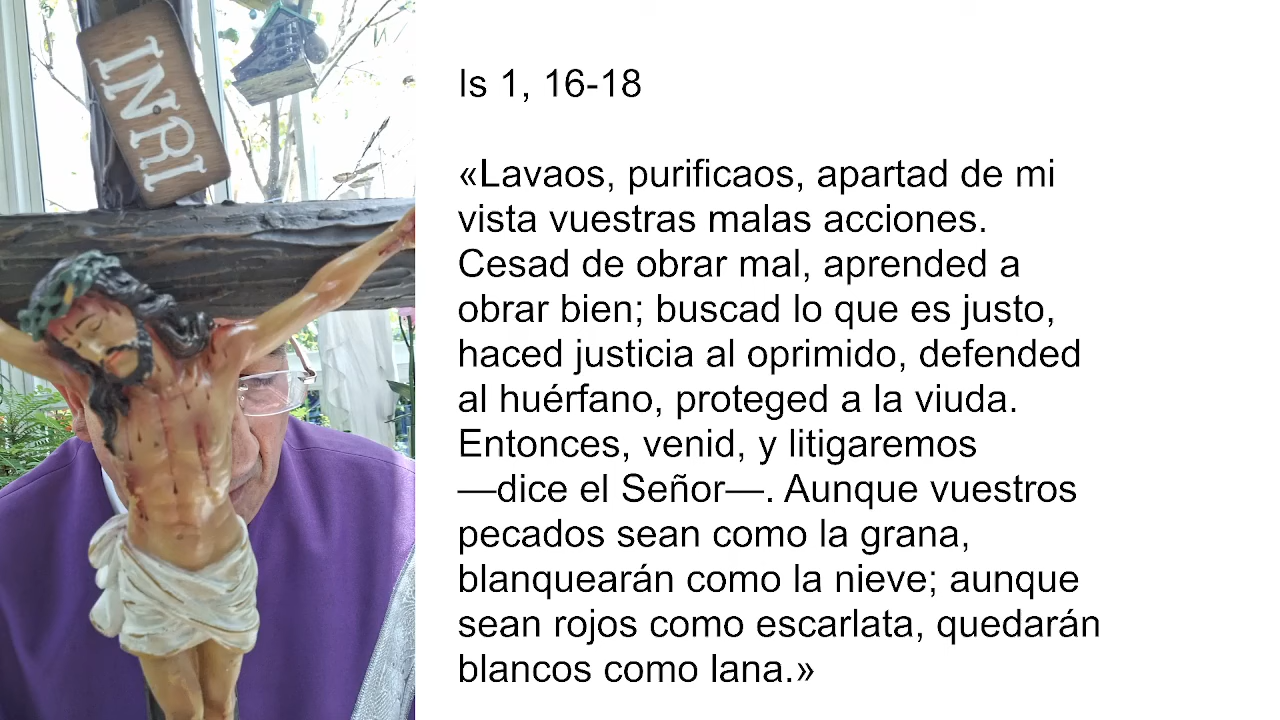 INRI
Is 1, 16-18
«Lavaos, purificaos, apartad de mi
vista vuestras malas acciones.
Cesad de obrar mal, aprended a
obrar bien; buscad lo que es justo,
haced justicia al oprimido, defended
al huérfano, proteged a la viuda.
Entonces, venid, y litigaremos
—dice el Señor—. Aunque vuestros
pecados sean como la grana,
blanquearán como la nieve; aunque
sean rojos como escarlata, quedarán
blancos como lana.»